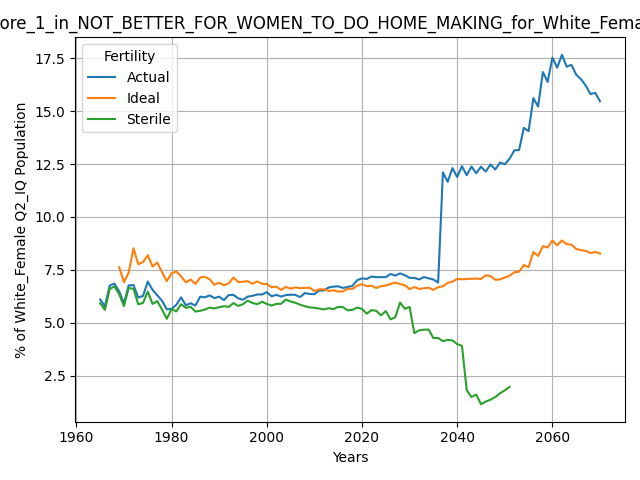 ore_1_in_NOT_BETTER_FOR_WOMEN_TO_DO_HOME_MAKING_for_White_Fema
Fertility
Actual
Ideal
Sterile
% of White_Female Q2_IQ Population
17.5
15.0
12.5
10.0
7.5
5.0
2.5
1960 1980 2000 2020 2040 2060
Years